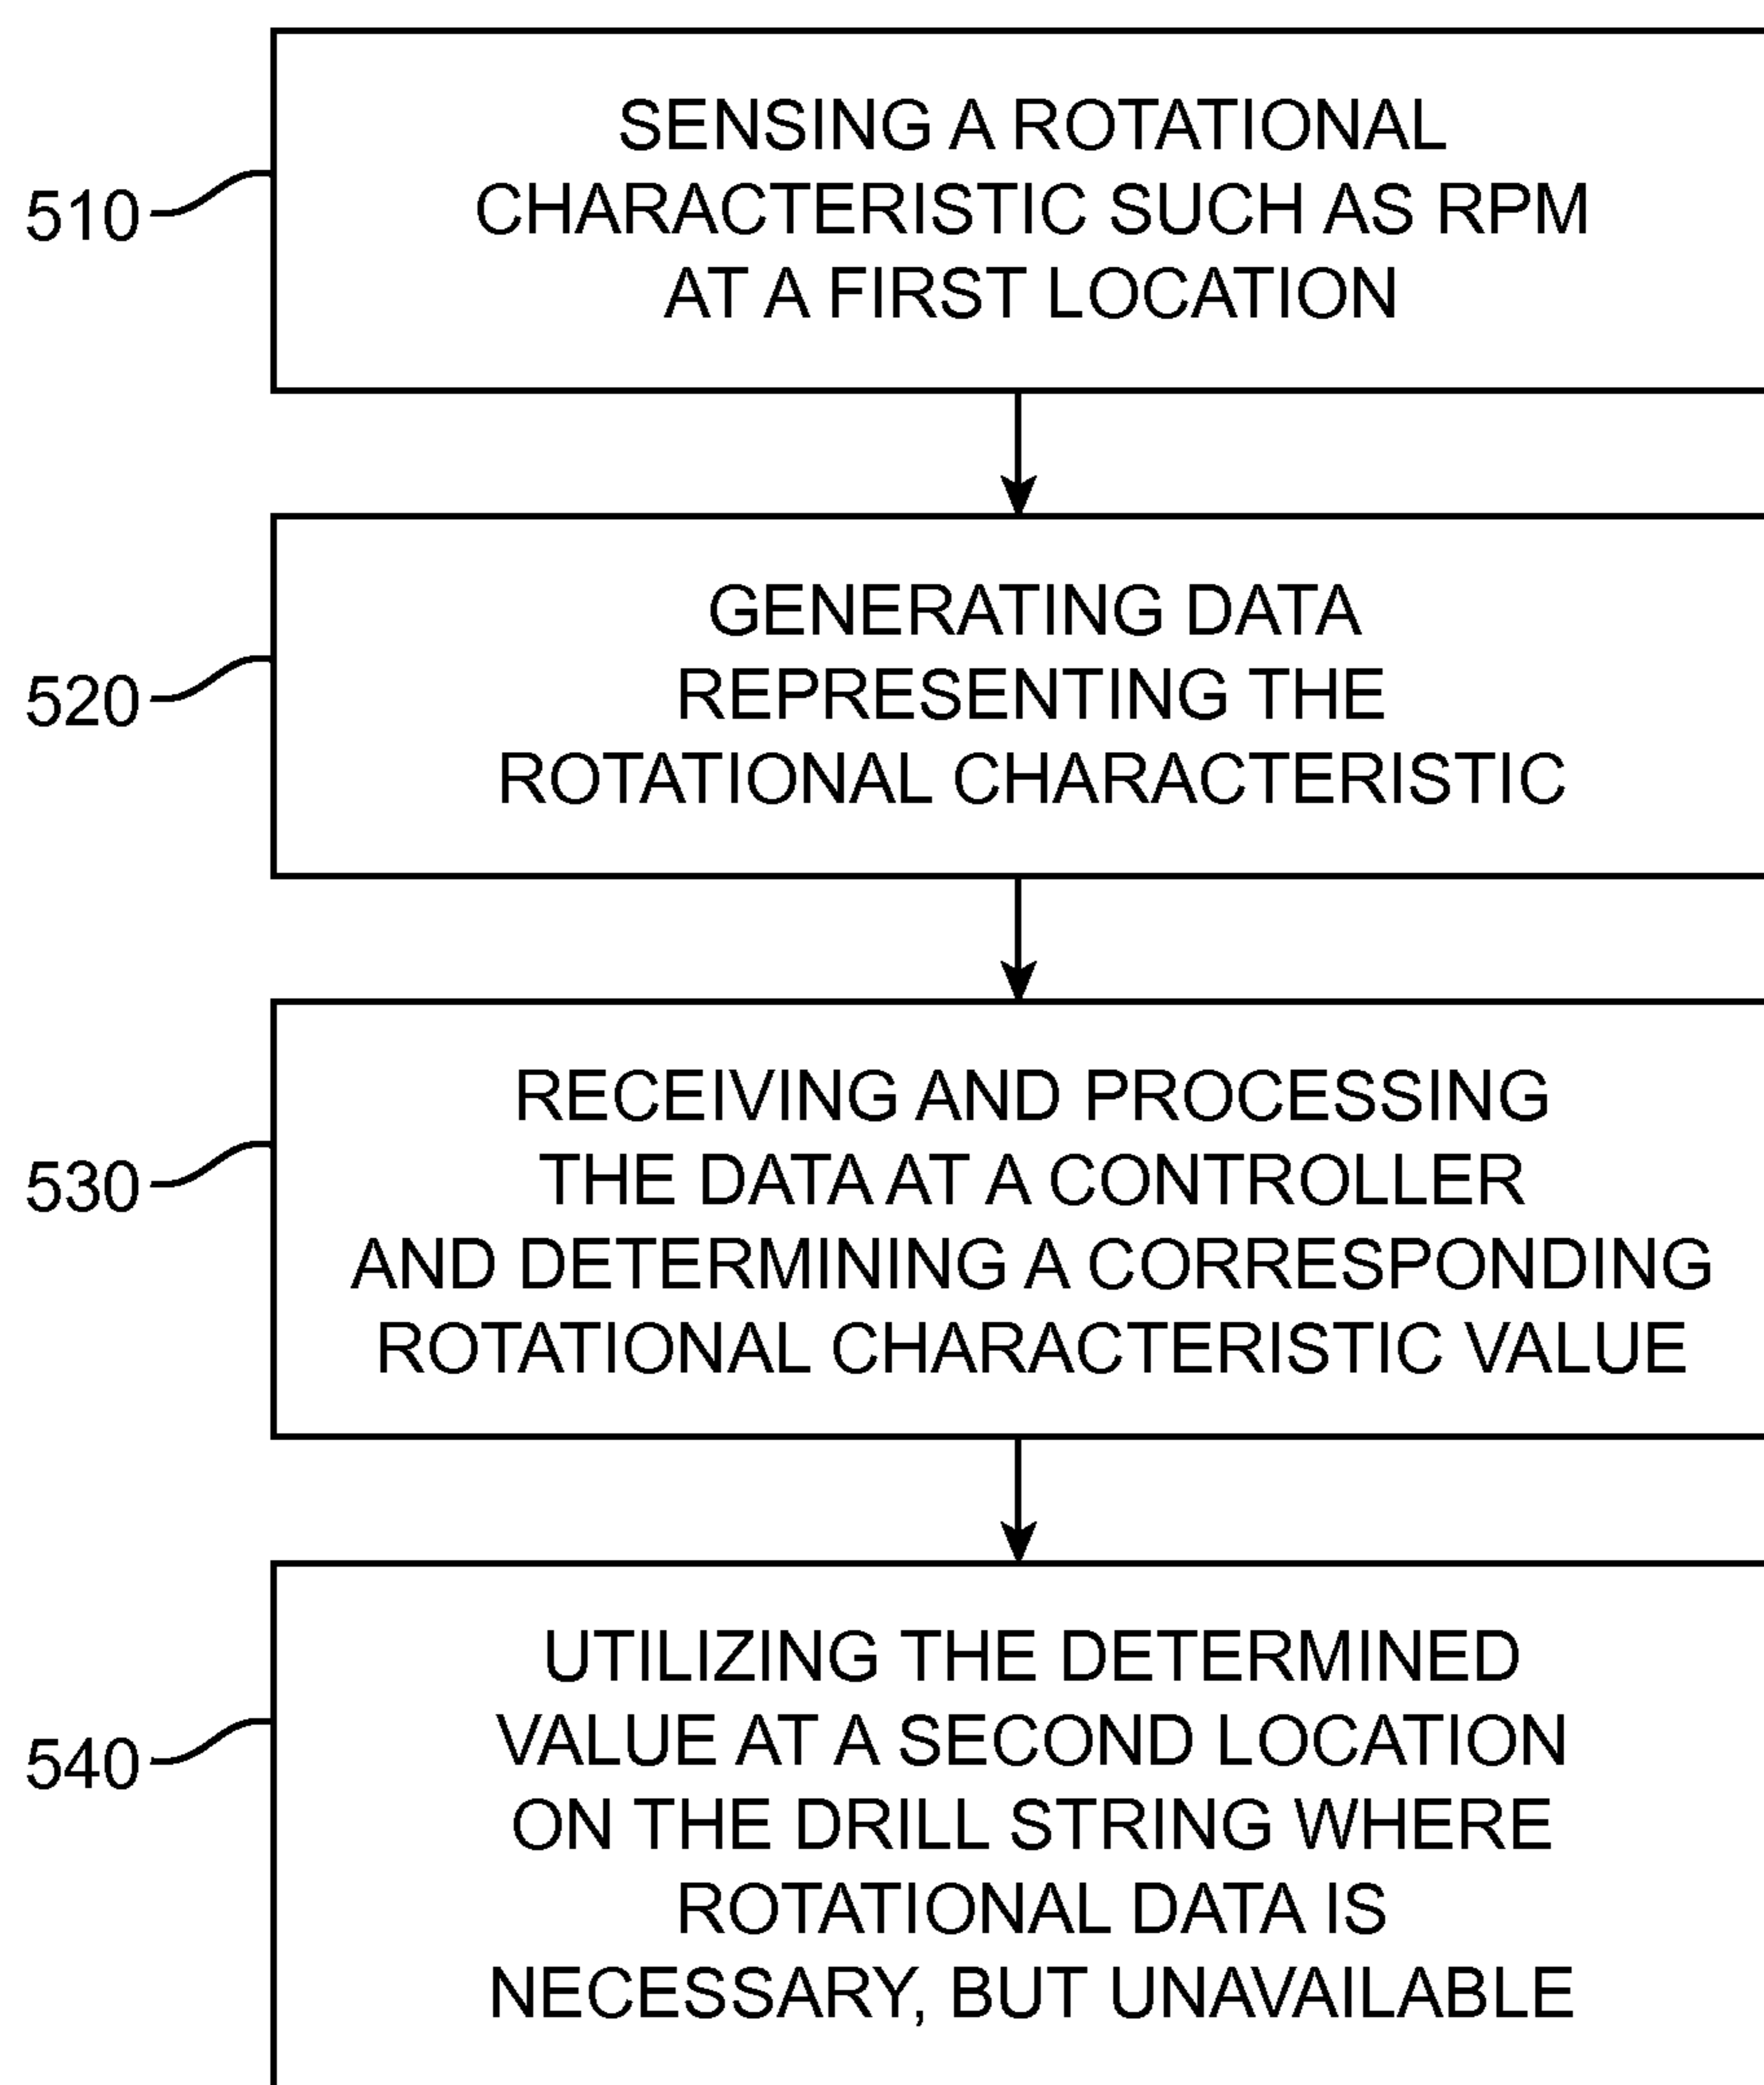 510
SENSING A ROTATIONAL
CHARACTERISTIC SUCH AS RPM
AT A FIRST LOCATION
520
GENERATING DATA
REPRESENTING THE
ROTATIONAL CHARACTERISTIC
530
RECEIVING AND PROCESSING
THE DATA AT A CONTROLLER
AND DETERMINING A CORRESPONDING
ROTATIONAL CHARACTERISTIC VALUE
540
UTILIZING THE DETERMINED
VALUE AT A SECOND LOCATION
ON THE DRILL STRING WHERE
ROTATIONAL DATA IS
NECESSARY, BUT UNAVAILABLE